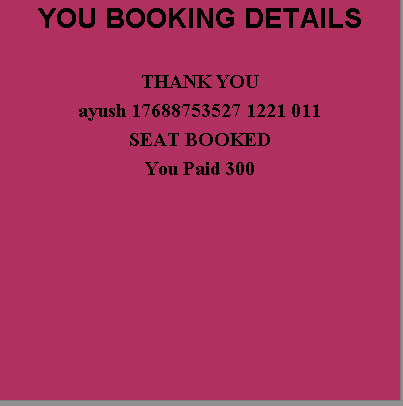 YOU BOOKING DETAILS
THANK YOU
ayush 17688753527 1221 011
SEAT BOOKED
You Paid 300